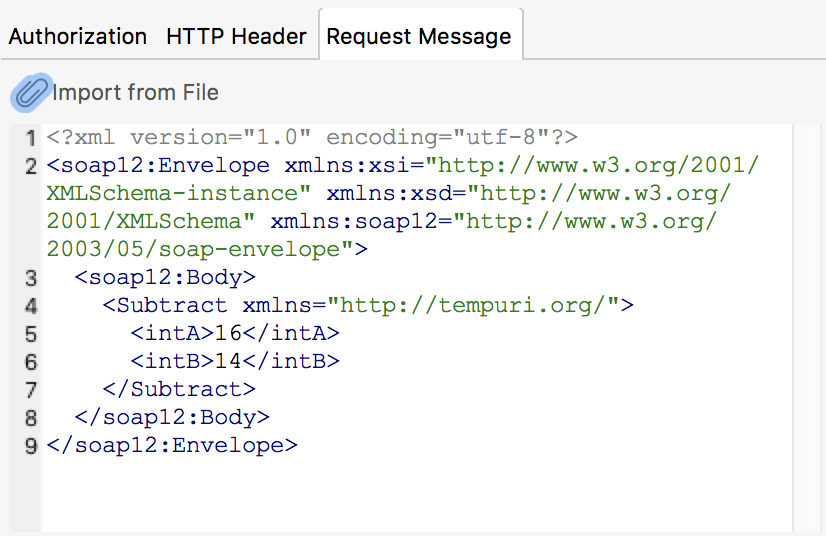 Authorization HTTP Header Request Message
Import from File
1 <?xml version="1.0" encoding="utf-8"?>
2 <soap12:Envelope xmlns:xsi="http://www.w3.org/2001/
XMLSchema-instance" xmlns:xsd="http://www.w3.org/
2001/XMLSchema" xmlns:soap12="http://www.w3.org/
2003/05/soap-envelope">
3 <soap12:Body>
4 <Subtract xmlns="http://tempuri.org/">
5 <intA>16</intA>
6 <intB>14</intB>
7 </Subtract>
8 </soap12:Body>
9 </soap12:Envelope>